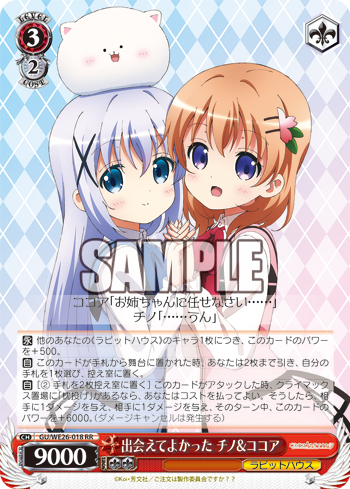 LEVEL
3
2
COST
SAMPLE
ココア「お姉ちゃんに任せなさい……」
チノ「……うん」
永 他のあなたの《ラビットハウス》のキャラ1枚につき、このカードのパワー
を+500。
自 このカードが手札から舞台に置かれた時、あなたは2枚まで引き、自分の
手札を1枚選び、控え室に置く。
自 [② 手札を2枚控え室に置く] このカードがアタックした時、クライマックス
置場に「枕投げ」があるなら、あなたはコストを払ってよい。そうしたら、相手に
1ダメージを与え、相手に1ダメージを与え、そのターン中、このカードのパワー
を+2000。(ダメージキャンセルは発生する)
CH GU/WE26-018 RR
9000
出会えてよかった チノ&ココア
ラビットハウス
©Koi・芳文社/ご注文は製作委員会ですか??